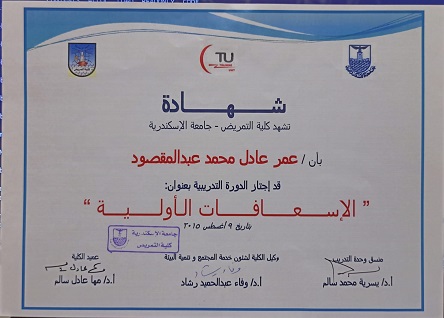 TU
شهادة
تشهد كلية التمريض - جامعة الإسكندرية
بأن / عمر عادل محمد عبدالمقصود
قد إجتاز الدورة التدريبية بعنوان:
" الإسعافات الأولية "
بتاريخ ٩ أغسطس ٢٠١٥
جامعة الاسكندرية
كلية التمريض
منسق وحدة التدريب
أ.د/ يسرية محمد سالم
وكيل الكلية لشئون خدمة المجتمع و تنمية البيئة
أ.د/ وفاء عبدالحميد رشاد
عميد الكلية
أ.د/ مها عادل سالم